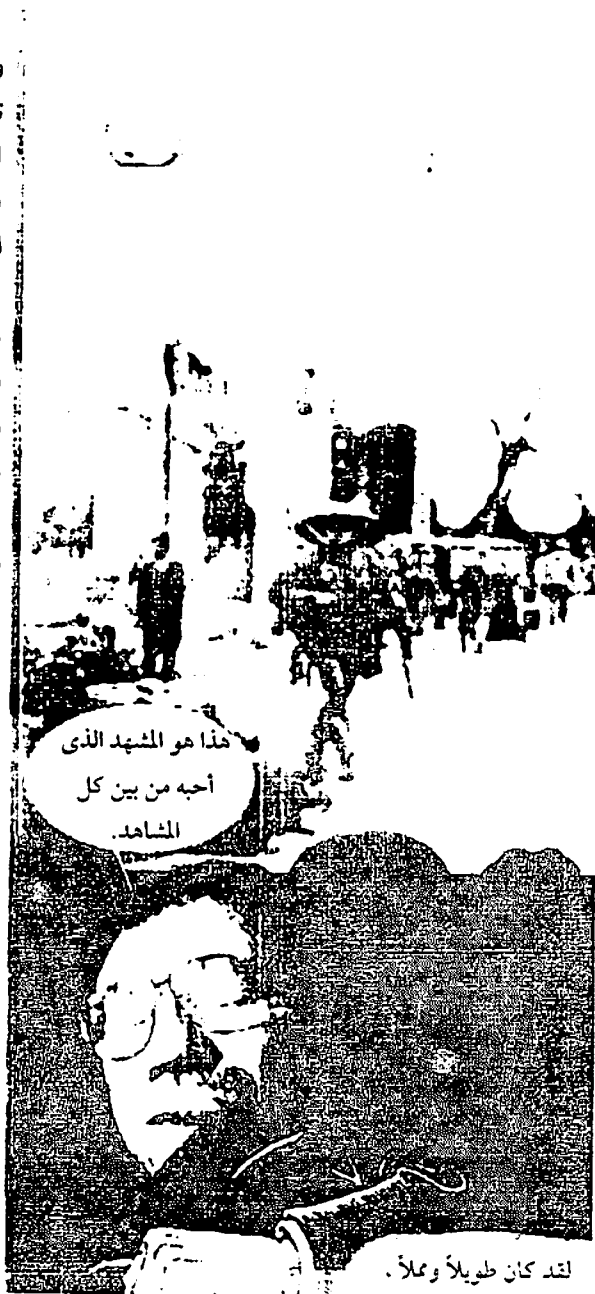 هذا هو المشهد الذى
أحبه من بين كل
المشاهد.
لقد كان طويلاً ومملاً .